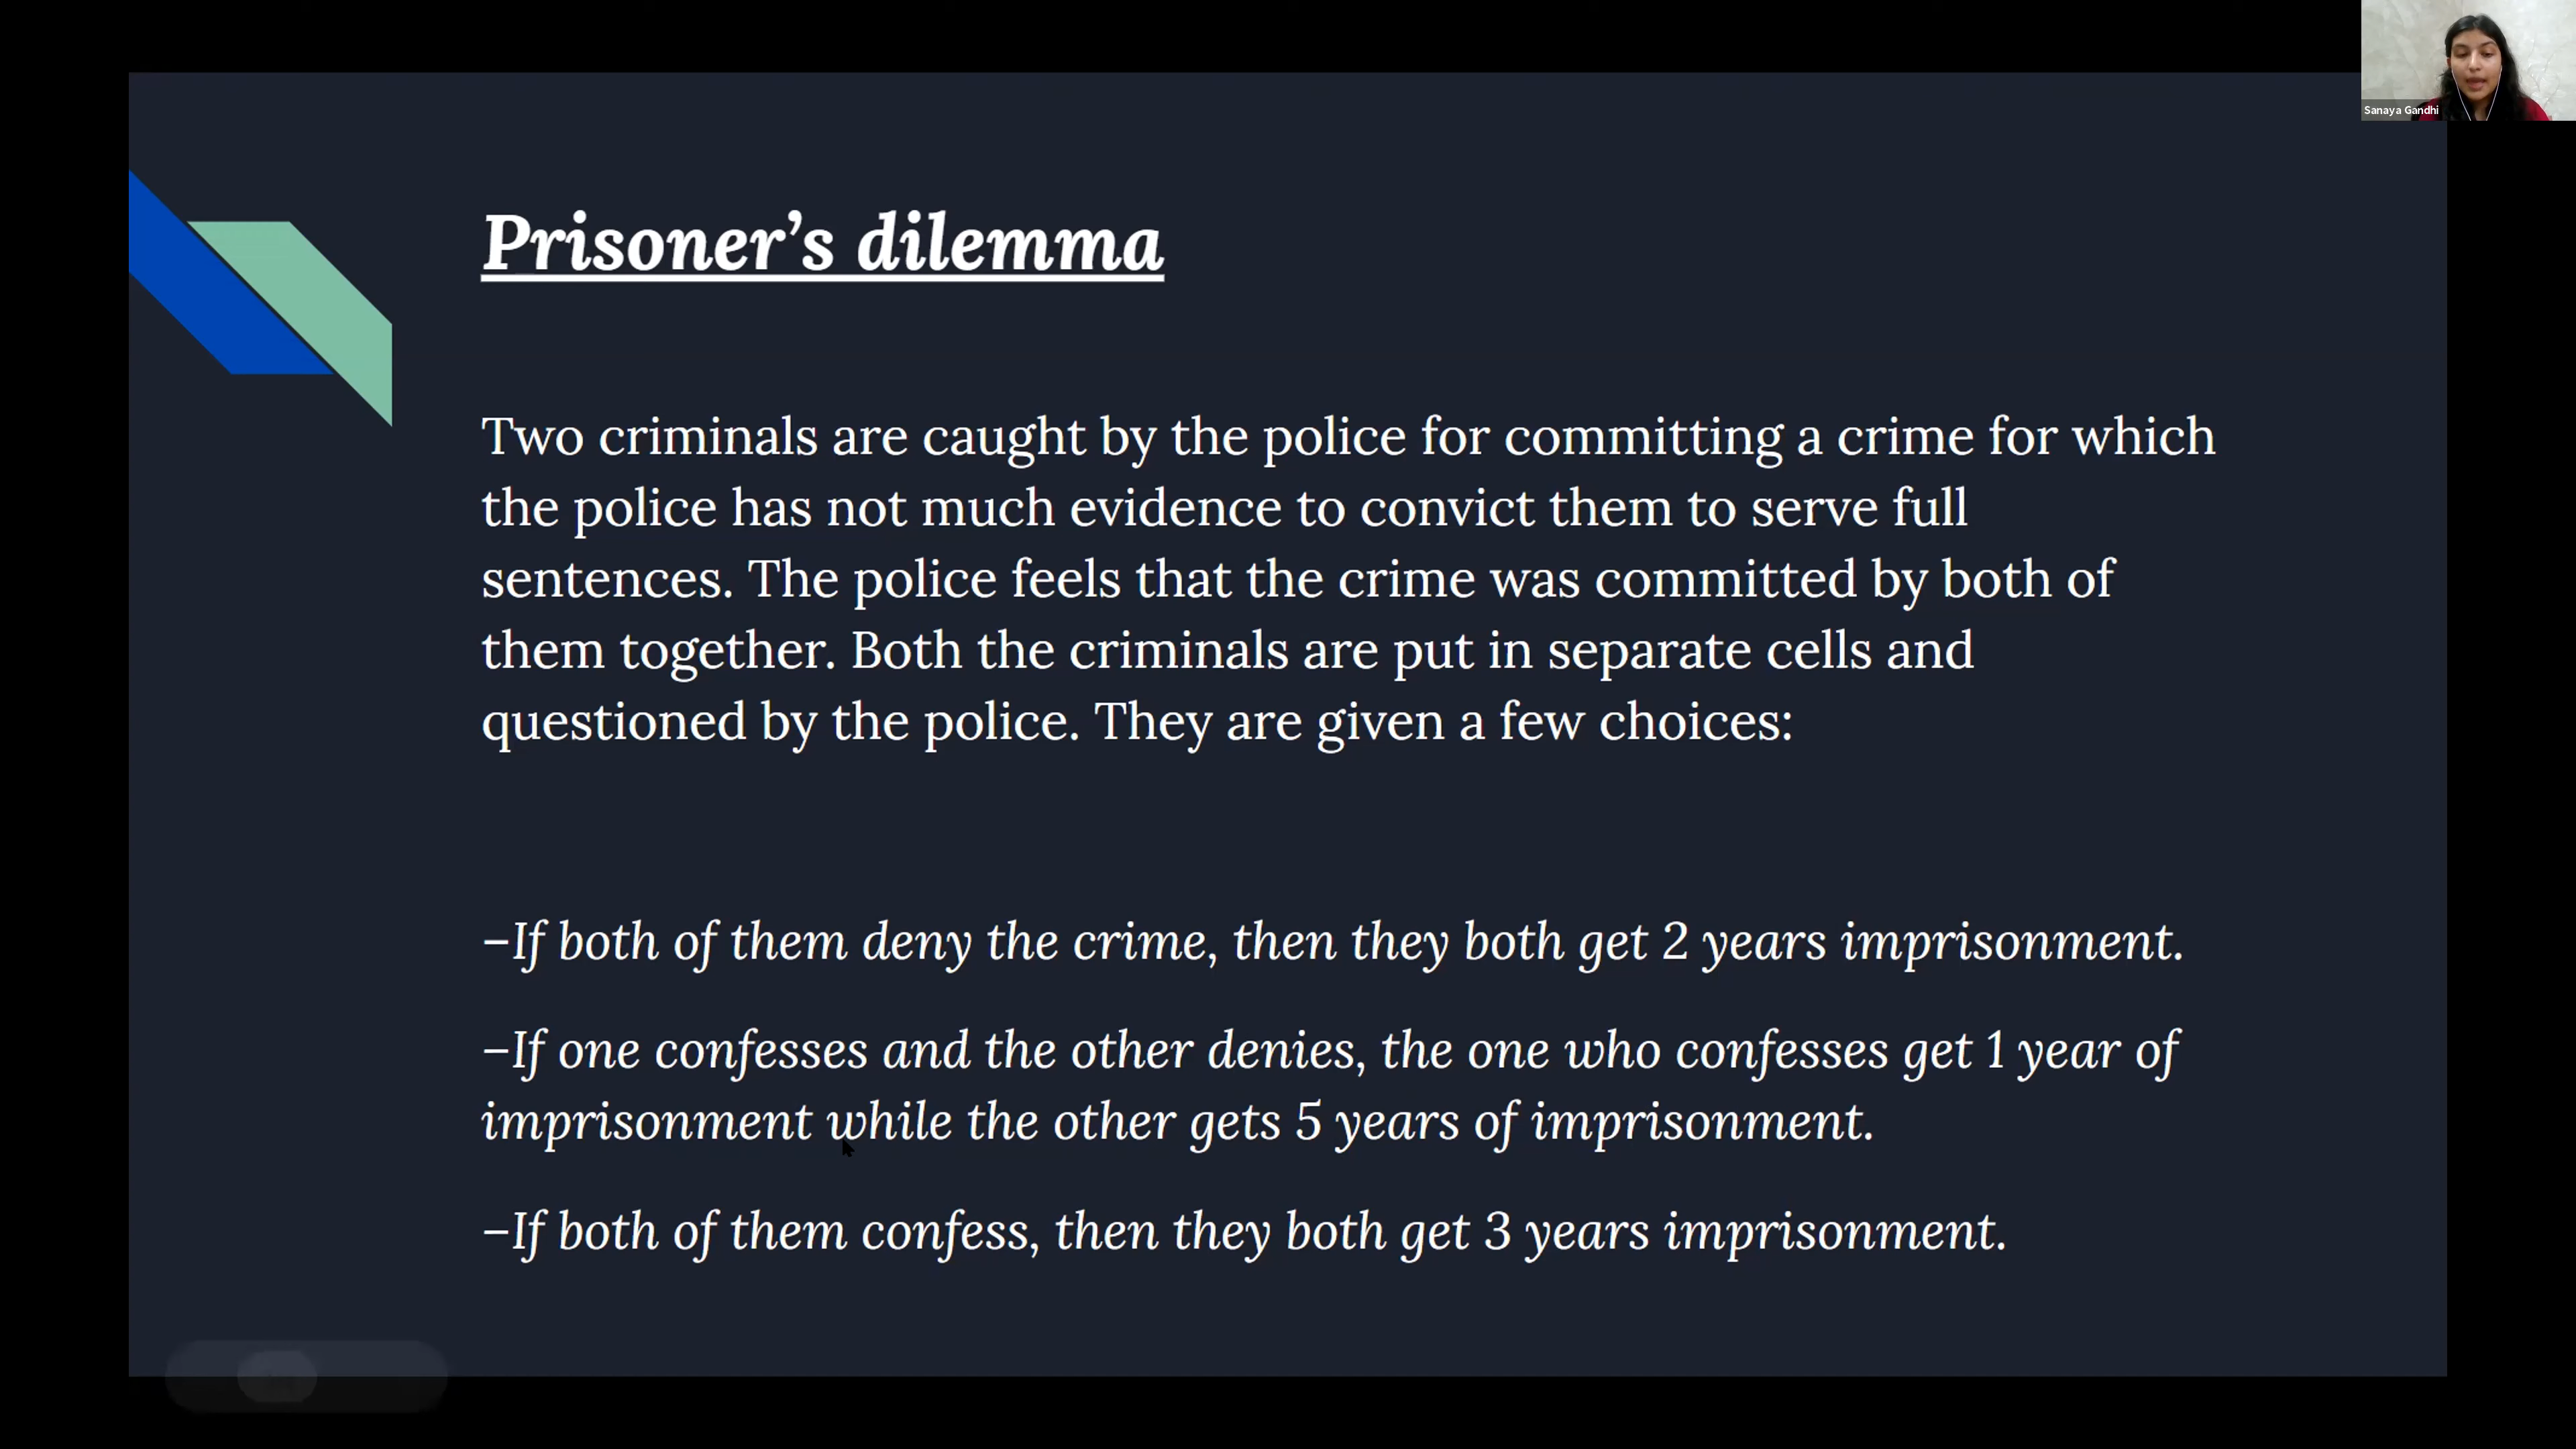 Sanaya Gandhi
Prisoner’s dilemma
Two criminals are caught by the police for committing a crime for which
the police has not much evidence to convict them to serve full
sentences. The police feels that the crime was committed by both of
them together. Both the criminals are put in separate cells and
questioned by the police. They are given a few choices:
–If both of them deny the crime, then they both get 2 years imprisonment.
–If one confesses and the other denies, the one who confesses get 1 year of
imprisonment while the other gets 5 years of imprisonment.
–If both of them confess, then they both get 3 years imprisonment.